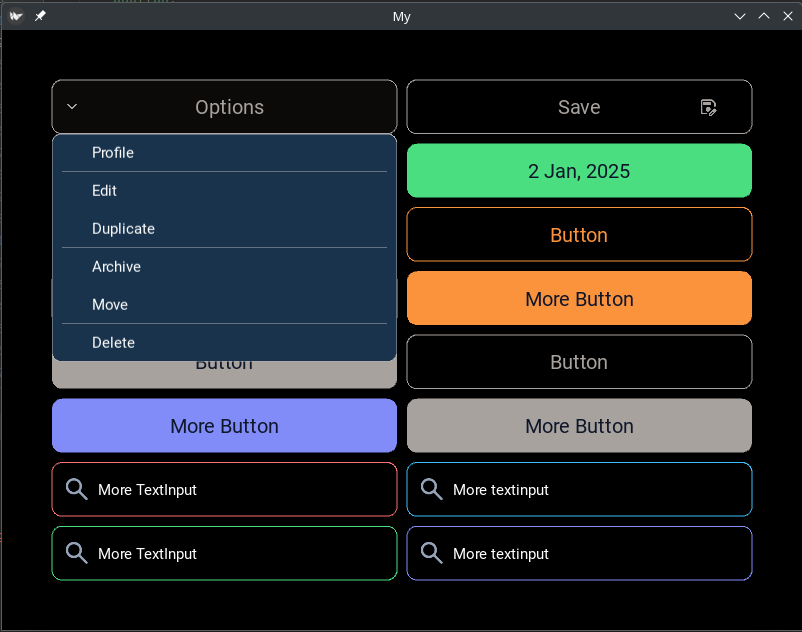 My
Options
Save
Profile
2 Jan, 2025
Edit
Duplicate
Button
Archive
Move
More Button
Delete
Button
Button
More Button
More Button
More TextInput
More textinput
More TextInput
More textinput